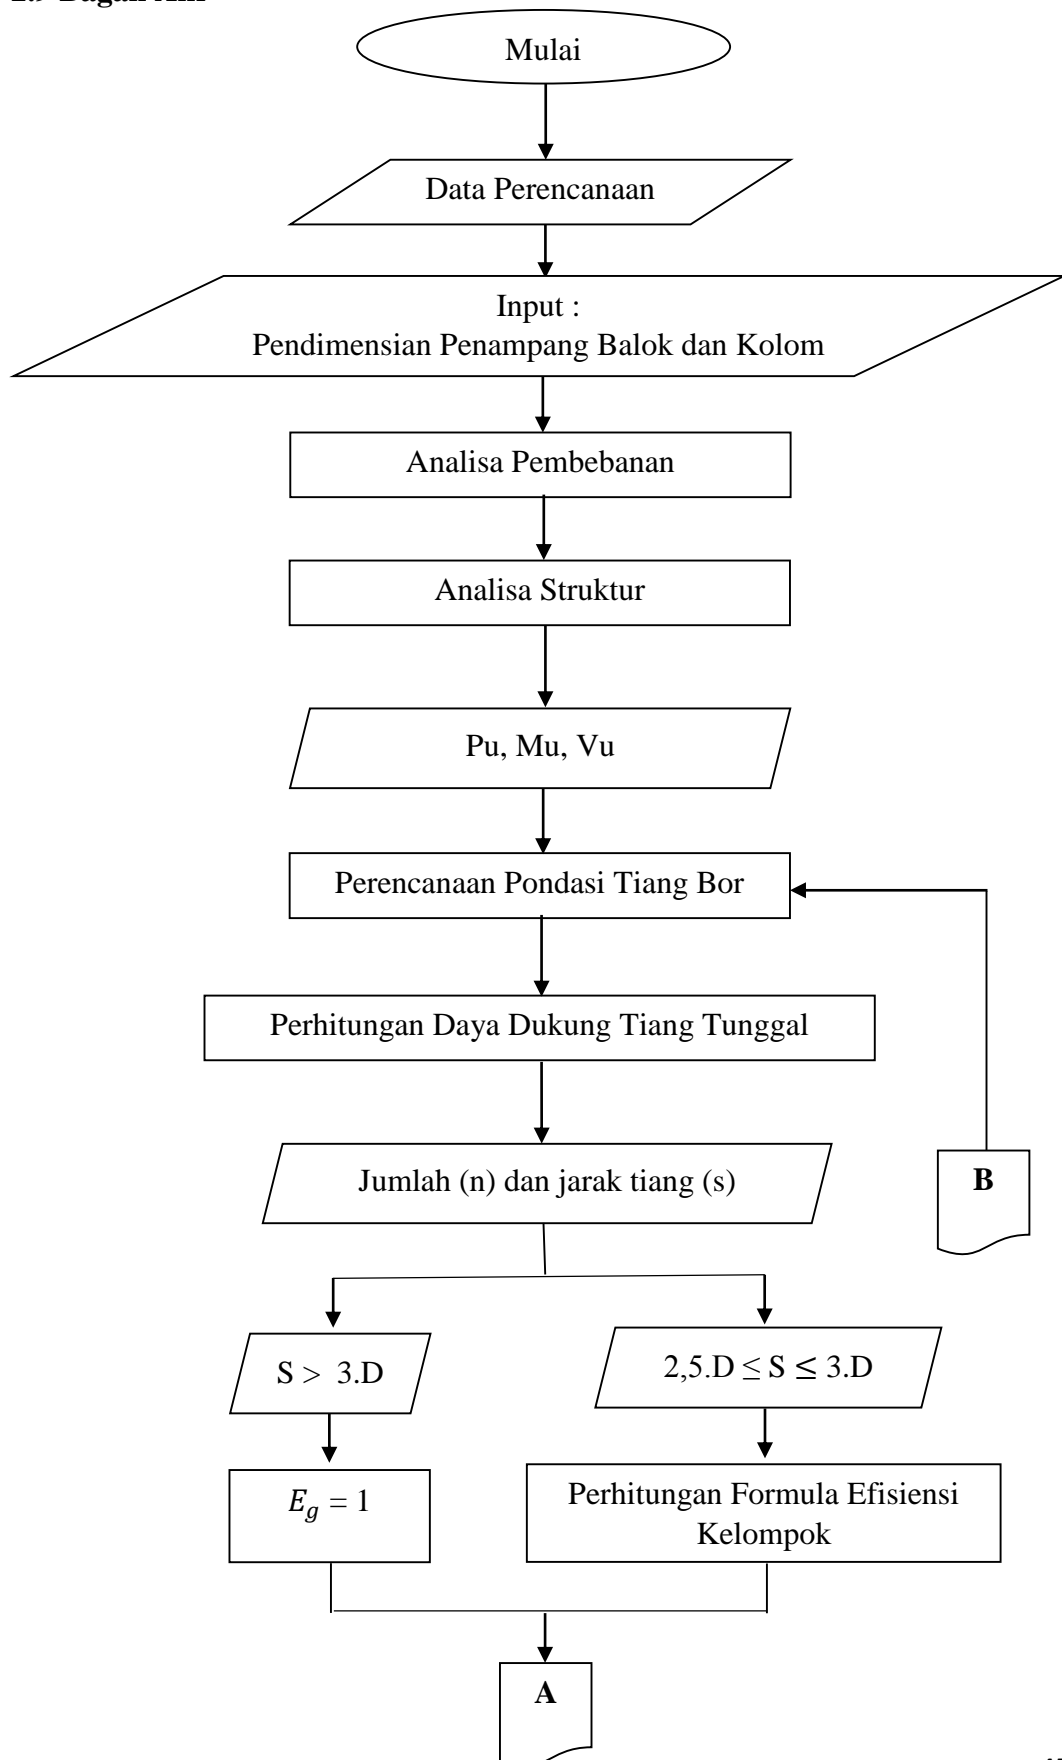 Mulai
Data Perencanaan
Input :
Pendimensian Penampang Balok dan Kolom
Analisa Pembebanan
Analisa Struktur
Pu, Mu, Vu
Perencanaan Pondasi Tiang Bor
Perhitungan Daya Dukung Tiang Tunggal
Jumlah (n) dan jarak tiang (s)
B
S > 3.D
2,5.D ≤ S ≤ 3.D
E_g = 1
Perhitungan Formula Efisiensi
Kelompok
A